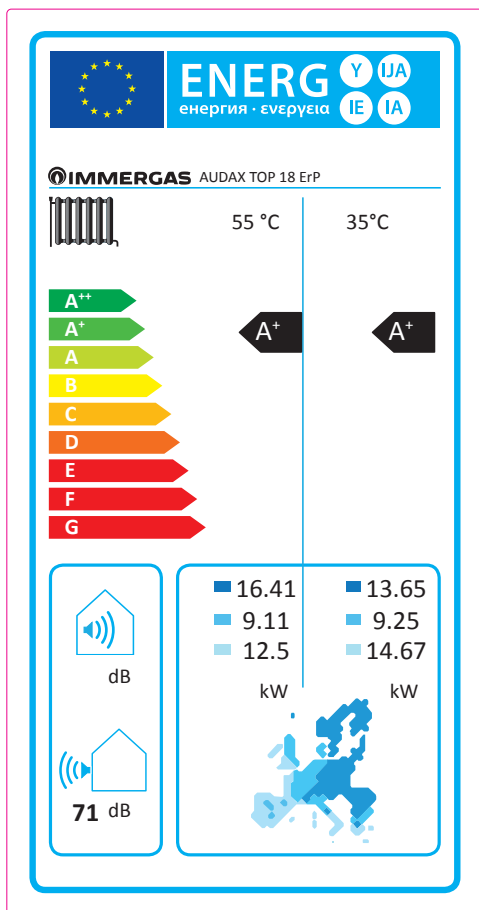 ENERG
енергия · ενεργεια
Y IJA
IE IA
IMMERGAS AUDAX TOP 18 ErP
55 °C 35°C
A++
A+ A+ A+
A
B
C
D
E
F
G
16.41 13.65
9.11 9.25
12.5 14.67
dB kW kW
71 dB